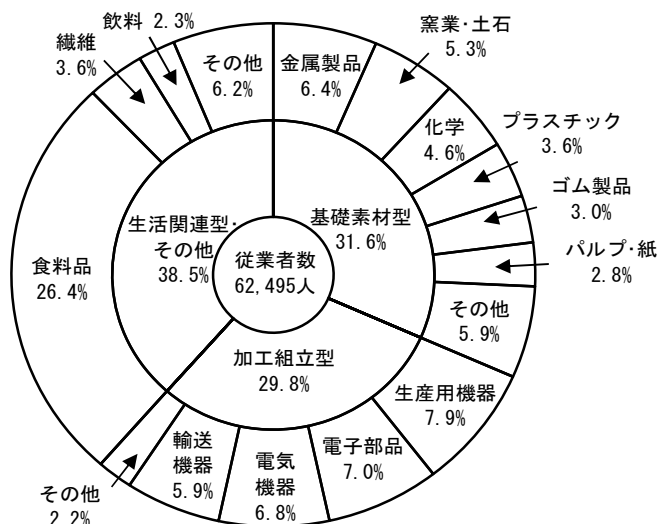 飲料 2.3%
繊維
3.6%
その他
6.2%
金属製品
6.4%
窯業･土石
5.3%
化学
4.6%
プラスチック
3.6%
ゴム製品
3.0%
パルプ･紙
2.8%
その他
5.9%
生産用機器
7.9%
電子部品
7.0%
電気
機器
6.8%
輸送
機器
5.9%
その他
2.2%
食料品
26.4%
生活関連型･
その他
38.5%
基礎素材型
31.6%
加工組立型
29.8%
従業者数
62,495人